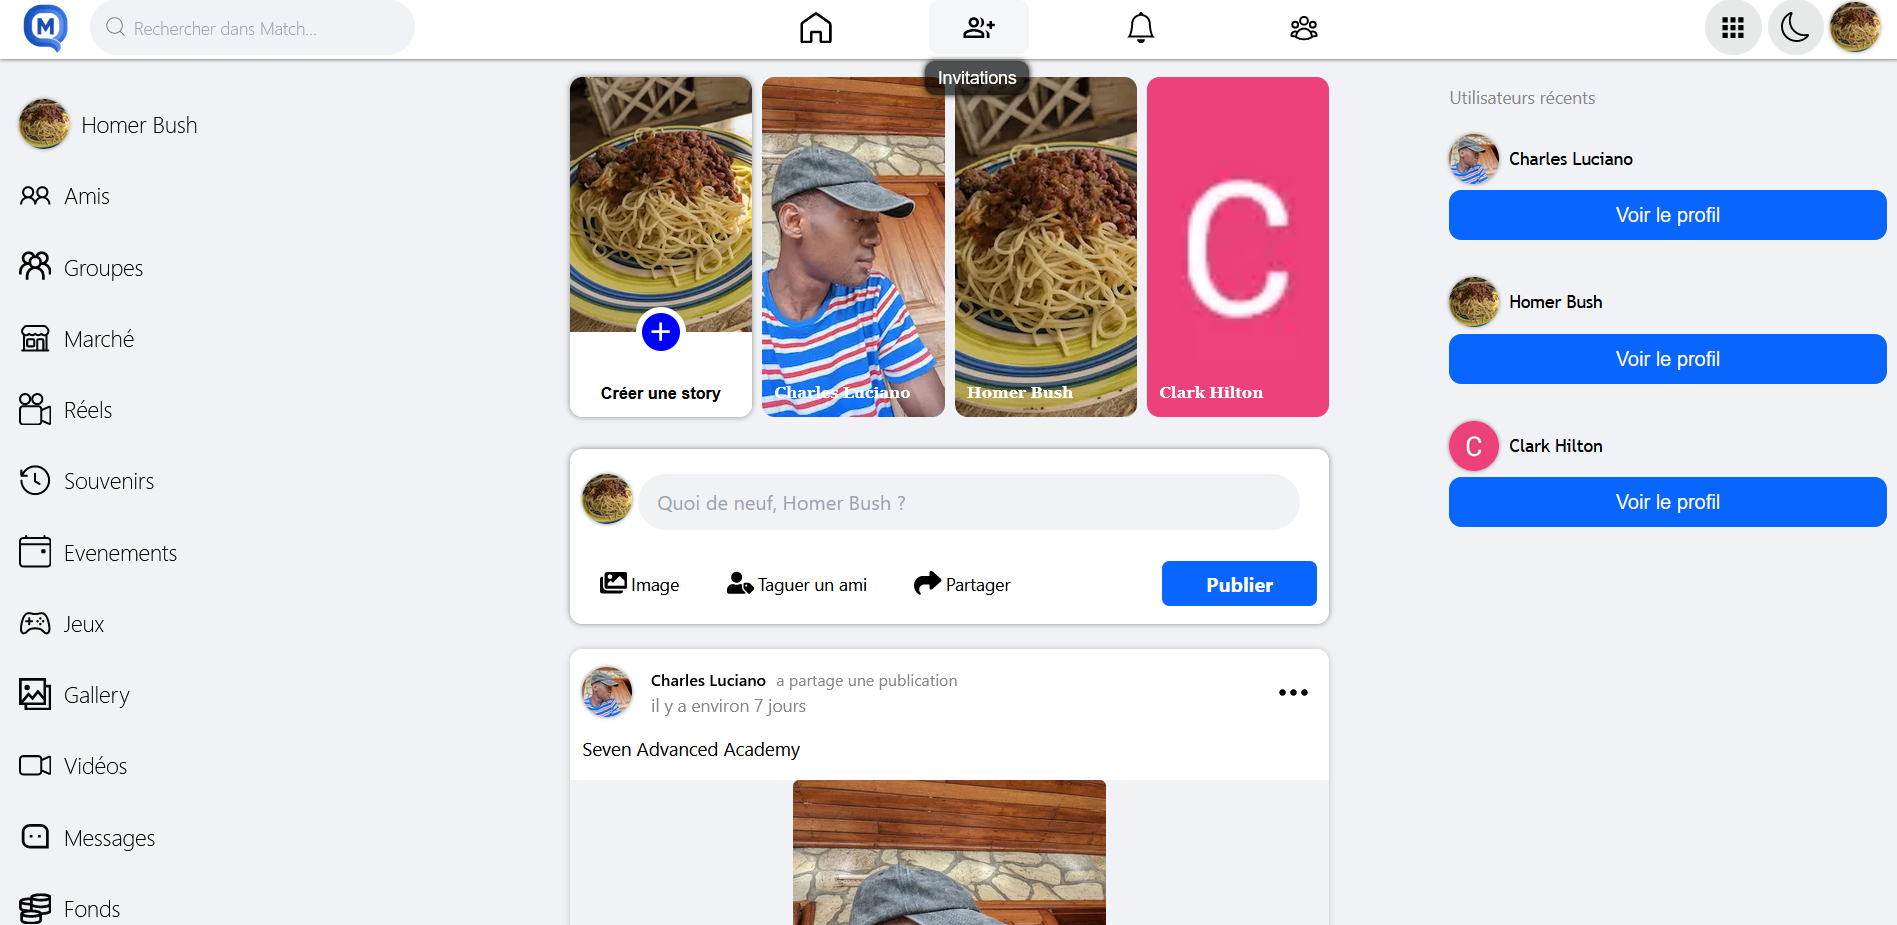 M
Rechercher dans Match...
Invitations
Homer Bush
Amis
Groupes
Marché
Réels
Souvenirs
Evenements
Jeux
Gallery
Vidéos
Messages
Fonds
Créer une story
Charles Luciano
Homer Bush
C
Clark Hilton
Quoi de neuf, Homer Bush ?
Image
Taguer un ami
Partager
Publier
Charles Luciano a partage une publication
il y a environ 7 jours
Seven Advanced Academy
Utilisateurs récents
Charles Luciano
Voir le profil
Homer Bush
Voir le profil
C
Clark Hilton
Voir le profil